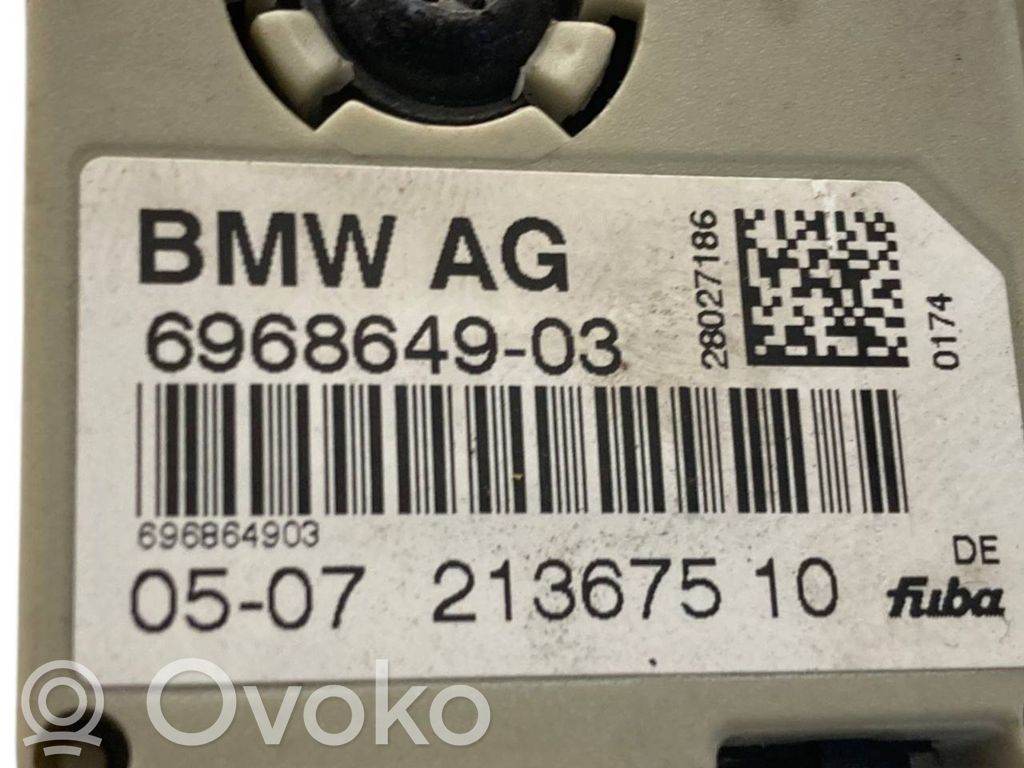 BMW AG
6968649-03
28027186
0174
696864903
05-07 213675 10
DE
fuba
Ovoko